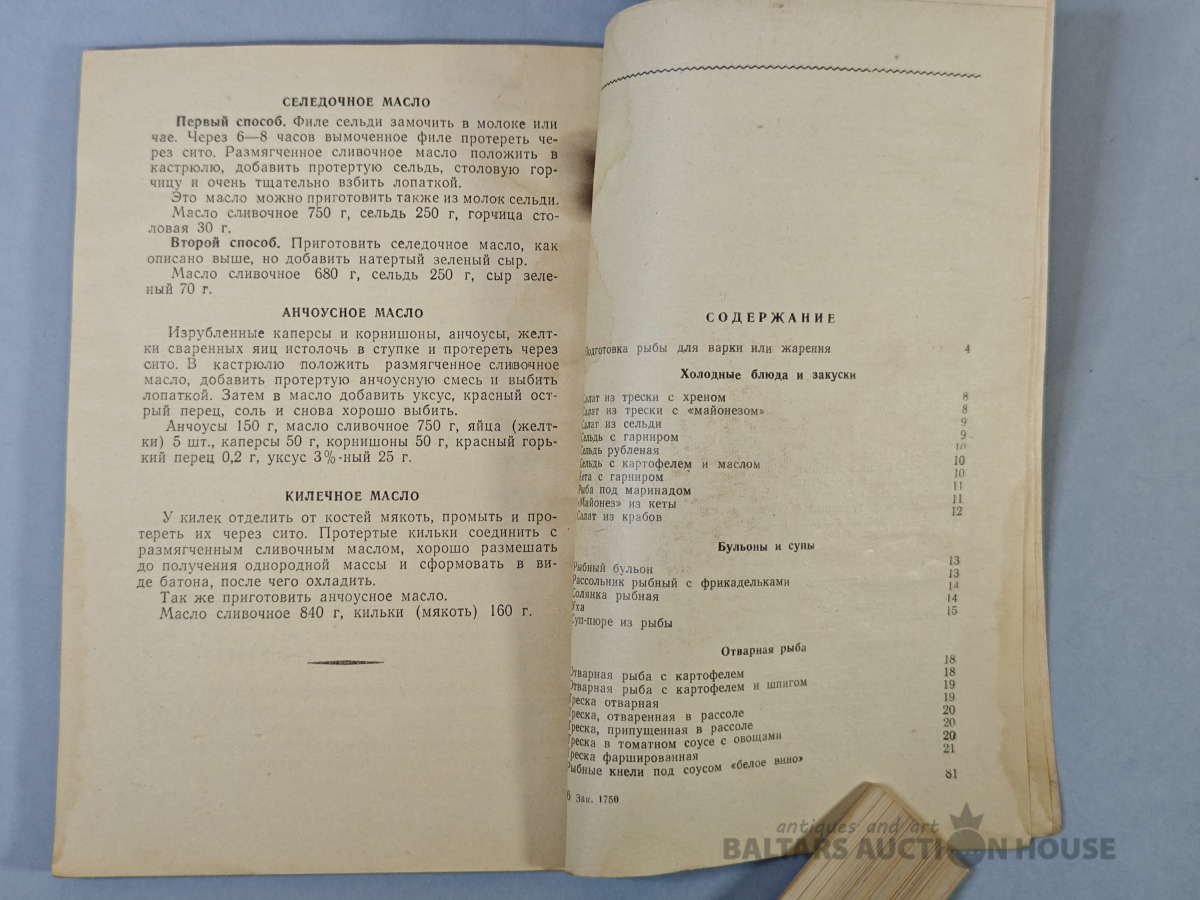 СЕЛЕДОЧНОЕ МАСЛО
Первый способ. Филе сельди замочить в молоке или
чае. Через 6—8 часов вымоченное филе протереть че-
рез сито. Размягченное сливочное масло положить в
кастрюлю, добавить протертую сельдь, столовую гор-
чицу и очень тщательно взбить лопаткой.
Это масло можно приготовить также из молок сельди.
Масло сливочное 750 г, сельдь 250 г, горчица сто-
ловая 30 г.
Второй способ. Приготовить селедочное масло, как
описано выше, но добавить натертый зеленый сыр.
Масло сливочное 680 г, сельдь 250 г, сыр зеле-
ный 70 г.
АНЧОУСНОЕ МАСЛО
Изрубленные каперсы и корнишоны, анчоусы, желт-
ки сваренных яиц истолочь в ступке и протереть через
сито. В кастрюлю положить размягченное сливочное
масло, добавить протертую анчоусную смесь и выбить
лопаткой. Затем в масло добавить уксус, красный ост-
рый перец, соль и снова хорошо выбить.
Анчоусы 150 г, масло сливочное 750 г, яйца (желт-
ки) 5 шт., каперсы 50 г, корнишоны 50 г, красный горь-
кий перец 0,2 г, уксус 3%-ный 25 г.
КИЛЕЧНОЕ МАСЛО
У килек отделить от костей мякоть, промыть и про-
тереть их через сито. Протертые кильки соединить с
размягченным сливочным маслом, хорошо размешать
до получения однородной массы и сформовать в ви-
де батона, после чего охладить.
Так же приготовить анчоусное масло.
Масло сливочное 840 г, кильки (мякоть) 160 г.
СОДЕРЖАНИЕ
Подготовка рыбы для варки или жарения 4
Холодные блюда и закуски
Салат из трески с хреном 8
Салат из трески с «майонезом» 8
Салат из сельди 9
Сельдь с гарниром 9
Сельдь рубленая 10
Сельдь с картофелем и маслом 10
Кета с гарниром 10
Рыба под маринадом 11
«Майонез» из кеты 11
Салат из крабов 12
Бульоны и супы
Рыбный бульон 13
Рассольник рыбный с фрикадельками 13
Солянка рыбная 14
Уха 14
Суп-пюре из рыбы 15
Отварная рыба
Отварная рыба с картофелем 18
Отварная рыба с картофелем и шпигом 18
Треска отварная 19
Треска, отваренная в рассоле 19
Треска, припущенная в рассоле 20
Треска в томатном соусе с овощами 20
Треска фаршированная 20
Рыбные кнели под соусом «белое вино» 21
6 Зак. 1750 81
antiques and art
BALTARS AUCTION HOUSE